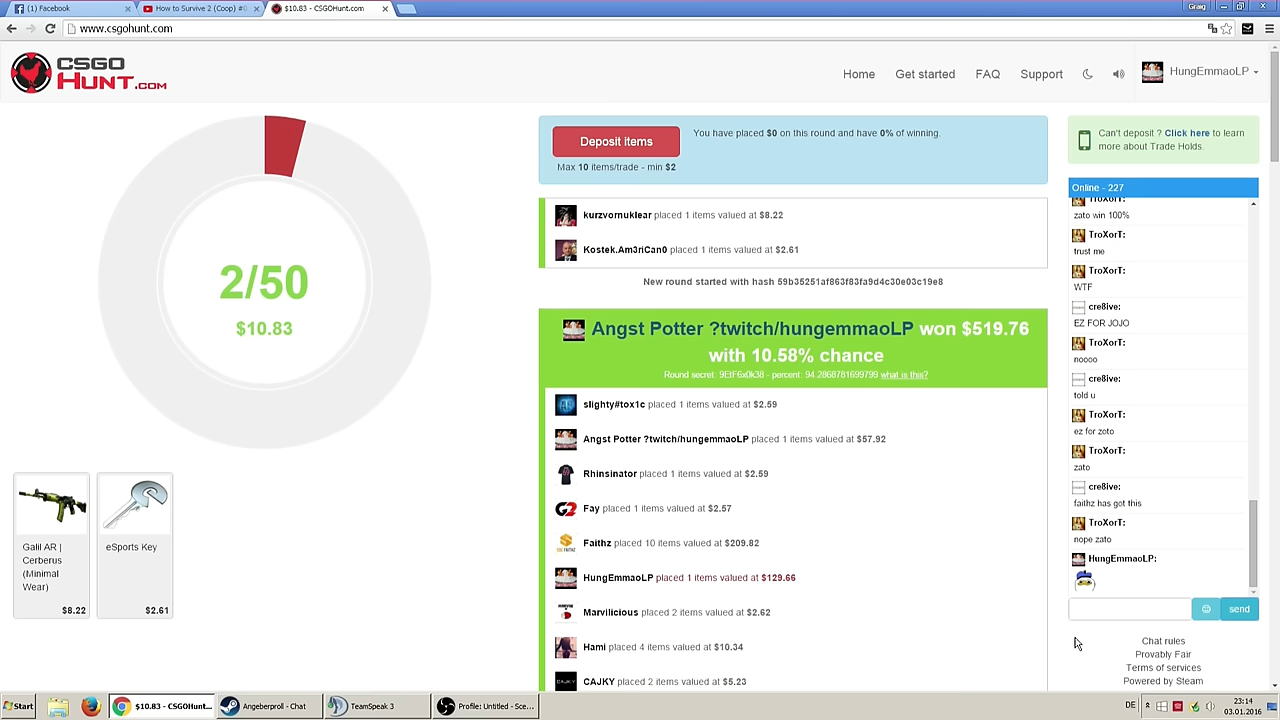 (1) Facebook
How to Survive 2 (Coop) #0
$10.83 - CSGOHunt.com
Graig
www.csgohunt.com
CSGO
HUNT.COM
Home
Get started
FAQ
Support
HungEmmaoLP
2/50
$10.83
Deposit items
You have placed $0 on this round and have 0% of winning.
Max 10 items/trade - min $2
kurzvornuklear placed 1 items valued at $8.22
Kostek.Am3riCan0 placed 1 items valued at $2.61
New round started with hash 59b35251af863f83fa9d4c30e03c19e8
Angst Potter ?twitch/hungemmaoLP won $519.76
with 10.58% chance
Round secret: 9EtF6x0k38 - percent: 94.2868781699799 what is this?
slighty#tox1c placed 1 items valued at $2.59
Angst Potter ?twitch/hungemmaoLP placed 1 items valued at $57.92
Rhinsinator placed 1 items valued at $2.59
Fay placed 1 items valued at $2.57
Faithz placed 10 items valued at $209.82
HungEmmaoLP placed 1 items valued at $129.66
Marvilicious placed 2 items valued at $2.62
Hami placed 4 items valued at $10.34
CAJKY placed 2 items valued at $5.23
Galil AR |
Cerberus
(Minimal
Wear)
$8.22
eSports Key
$2.61
Can't deposit ? Click here to learn
more about Trade Holds.
Online - 227
TroXorT:
zato win 100%
TroXorT:
trust me
TroXorT:
WTF
cre8ive:
EZ FOR JOJO
TroXorT:
noooo
cre8ive:
told u
TroXorT:
ez for zoto
TroXorT:
zato
cre8ive:
faithz has got this
TroXorT:
nope zato
HungEmmaoLP:
send
Chat rules
Provably Fair
Terms of services
Powered by Steam
Start
$10.83 - CSGOHunt...
Angeberproll - Chat
TeamSpeak 3
Profile: Untitled - Sce...
DE
23:14
03.01.2016